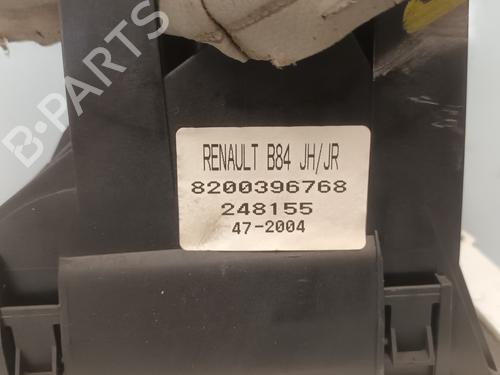 B-PARTS
RENAULT B84 JH/JR
8200396768
248155
47-2004